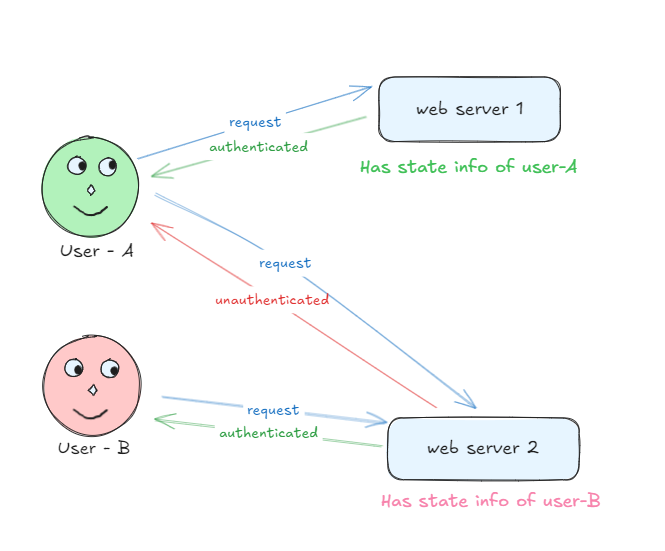 web server 1
request
authenticated
Has state info of user-A
User - A
request
unauthenticated
request
authenticated
User - B
web server 2
Has state info of user-B